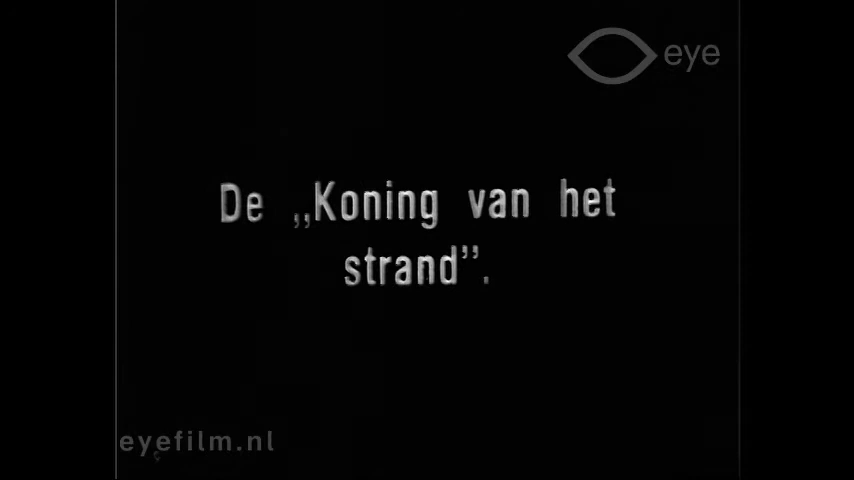 eye
De „Koning van het
strand”.
eyefilm.nl